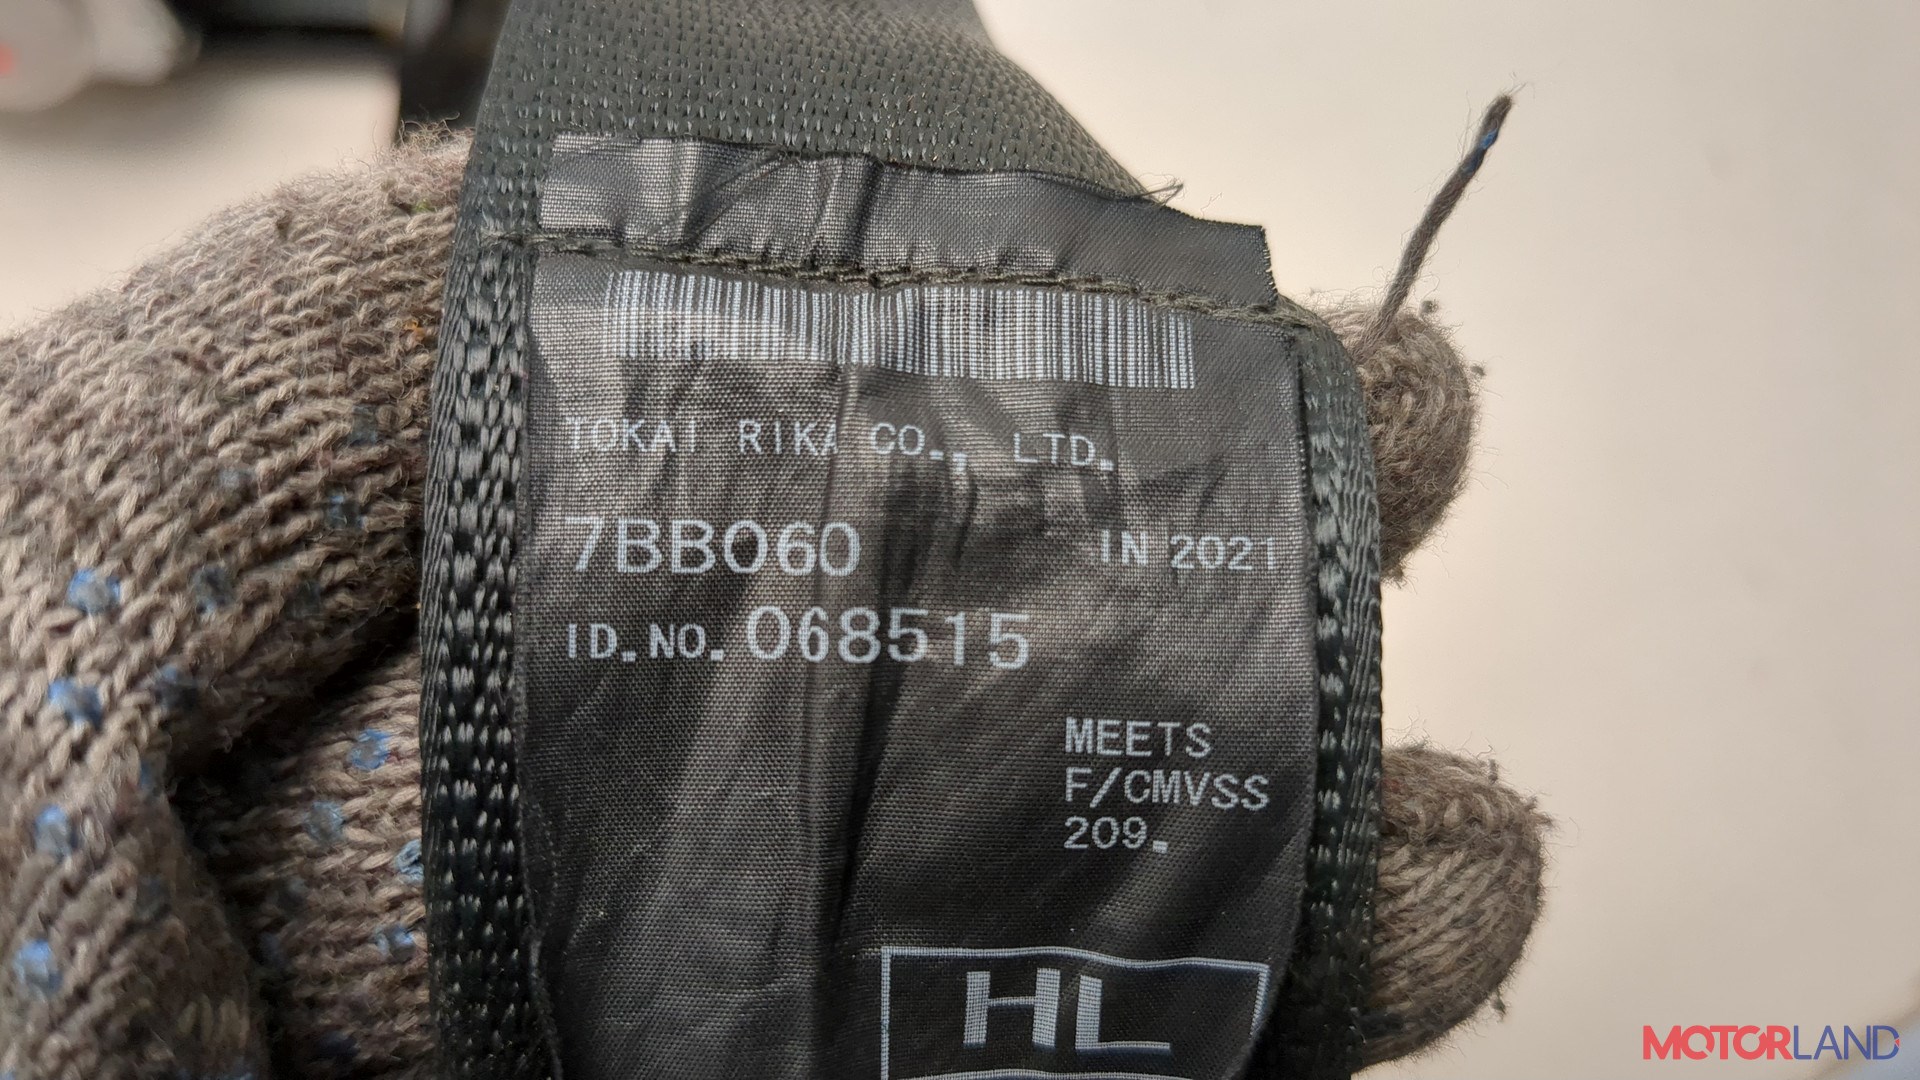 TOKAI RIKA CO., LTD.
7BB060 IN 2021
ID.NO. 068515
MEETS
F/CMVSS
209.
HL
MOTORLAND